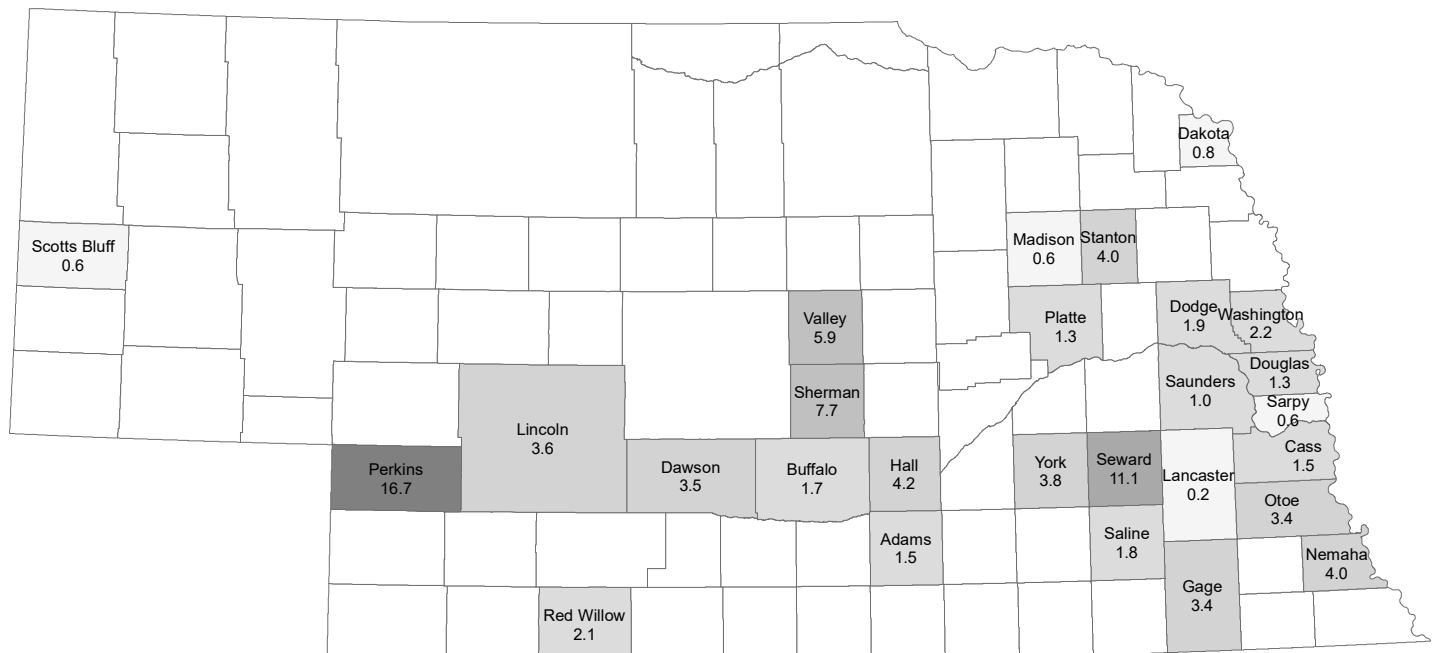 Dakota
0.8
Scotts Bluff
0.6
Madison
0.6
Stanton
4.0
Valley
5.9
Platte
1.3
Dodge
1.9
Washington
2.2
Douglas
1.3
Sherman
7.7
Saunders
1.0
Sarpy
0.6
Lincoln
3.6
Perkins
16.7
Dawson
3.5
Buffalo
1.7
Hall
4.2
York
3.8
Seward
11.1
Lancaster
0.2
Cass
1.5
Otoe
3.4
Adams
1.5
Saline
1.8
Nemaha
4.0
Gage
3.4
Red Willow
2.1